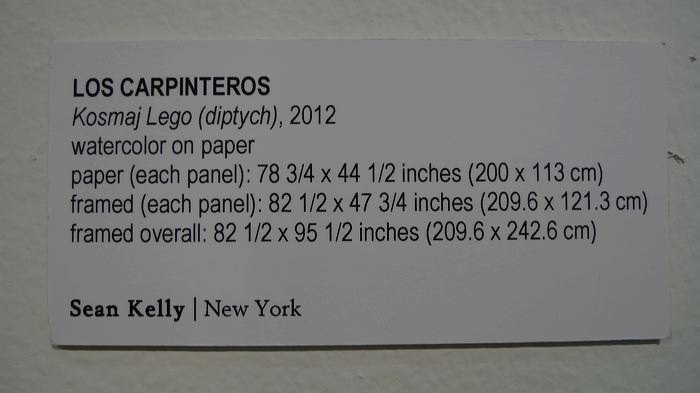 LOS CARPINTEROS
Kosmaj Lego (diptych), 2012
watercolor on paper
paper (each panel): 78 3/4 x 44 1/2 inches (200 x 113 cm)
framed (each panel): 82 1/2 x 47 3/4 inches (209.6 x 121.3 cm)
framed overall: 82 1/2 x 95 1/2 inches (209.6 x 242.6 cm)
Sean Kelly | New York